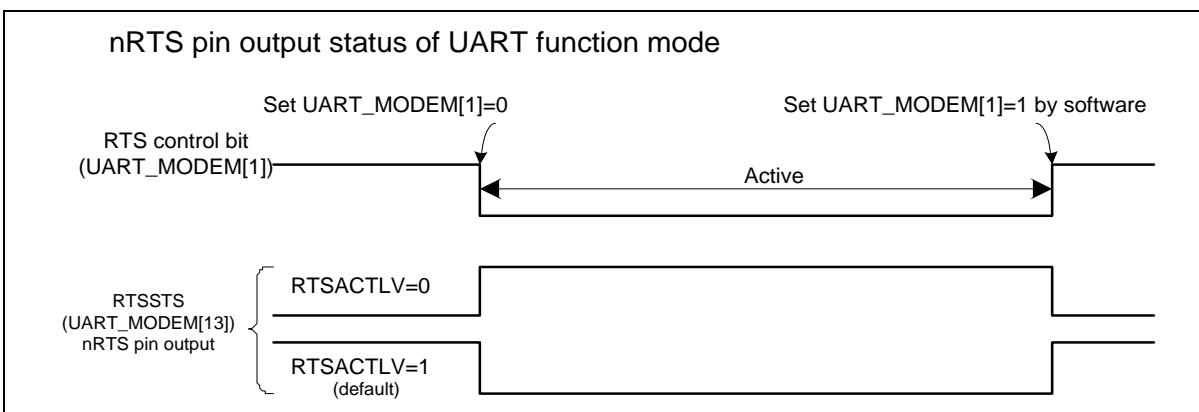 nRTS pin output status of UART function mode
Set UART_MODEM[1]=0
Set UART_MODEM[1]=1 by software
RTS control bit
(UART_MODEM[1])
Active
RTSACTLV=0
RTSSTS
(UART_MODEM[13])
nRTS pin output
RTSACTLV=1
(default)